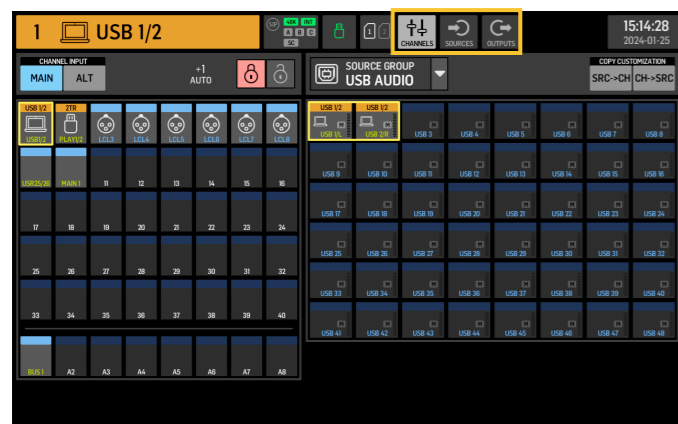 1 USB 1/2
SIP 48K INT
A B C
SC
1 2
CHANNELS SOURCES OUTPUTS
15:14:28
2024-01-25
CHANNEL INPUT
MAIN ALT
+1
AUTO
SOURCE GROUP
USB AUDIO
COPY CUSTOMIZATION
SRC->CH CH->SRC
USB 1/2 2TR
USB1/2 PLAY1/2 LCL3 LCL4 LCL5 LCL6 LCL7 LCL8
USB25/26 MAIN 1 11 12 13 14 15 16
17 18 19 20 21 22 23 24
25 26 27 28 29 30 31 32
33 34 35 36 37 38 39 40
BUS 1 A2 A3 A4 A5 A6 A7 A8
USB 1/2 USB 1/2
USB 1/L USB 2/R USB 3 USB 4 USB 5 USB 6 USB 7 USB 8
USB 9 USB 10 USB 11 USB 12 USB 13 USB 14 USB 15 USB 16
USB 17 USB 18 USB 19 USB 20 USB 21 USB 22 USB 23 USB 24
USB 25 USB 26 USB 27 USB 28 USB 29 USB 30 USB 31 USB 32
USB 33 USB 34 USB 35 USB 36 USB 37 USB 38 USB 39 USB 40
USB 41 USB 42 USB 43 USB 44 USB 45 USB 46 USB 47 USB 48